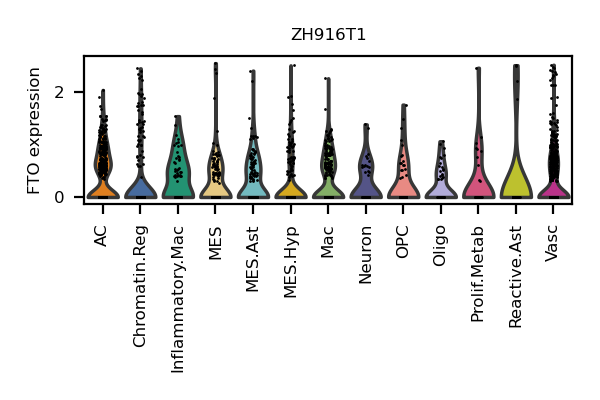 ZH916T1
FTO expression
2
0
AC
Chromatin.Reg
Inflammatory.Mac
MES
MES.Ast
MES.Hyp
Mac
Neuron
OPC
Oligo
Prolif.Metab
Reactive.Ast
Vasc